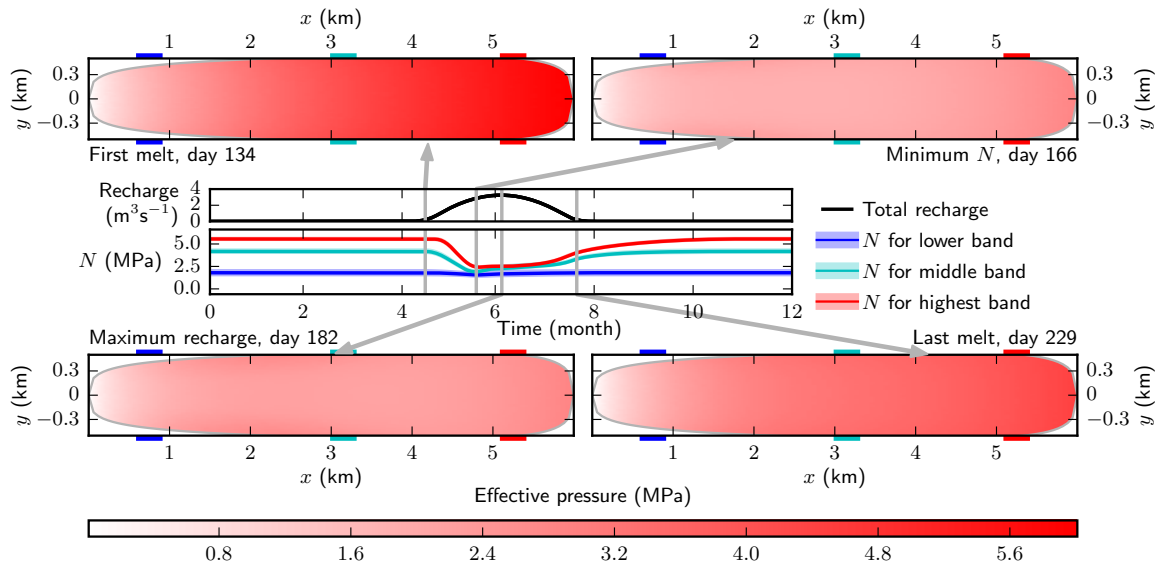 x (km)
x (km)
1 2 3 4 5
1 2 3 4 5
y (km)
0.3
0
−0.3
0.3
0
−0.3
y (km)
First melt, day 134
Minimum N, day 166
Recharge
(m³s⁻¹)
4
2
0
N (MPa)
5.0
2.5
0.0
0 2 4 6 8 10 12
Time (month)
Total recharge
N for lower band
N for middle band
N for highest band
Maximum recharge, day 182
Last melt, day 229
y (km)
0.3
0
−0.3
0.3
0
−0.3
y (km)
1 2 3 4 5
1 2 3 4 5
x (km)
x (km)
Effective pressure (MPa)
0.8 1.6 2.4 3.2 4.0 4.8 5.6